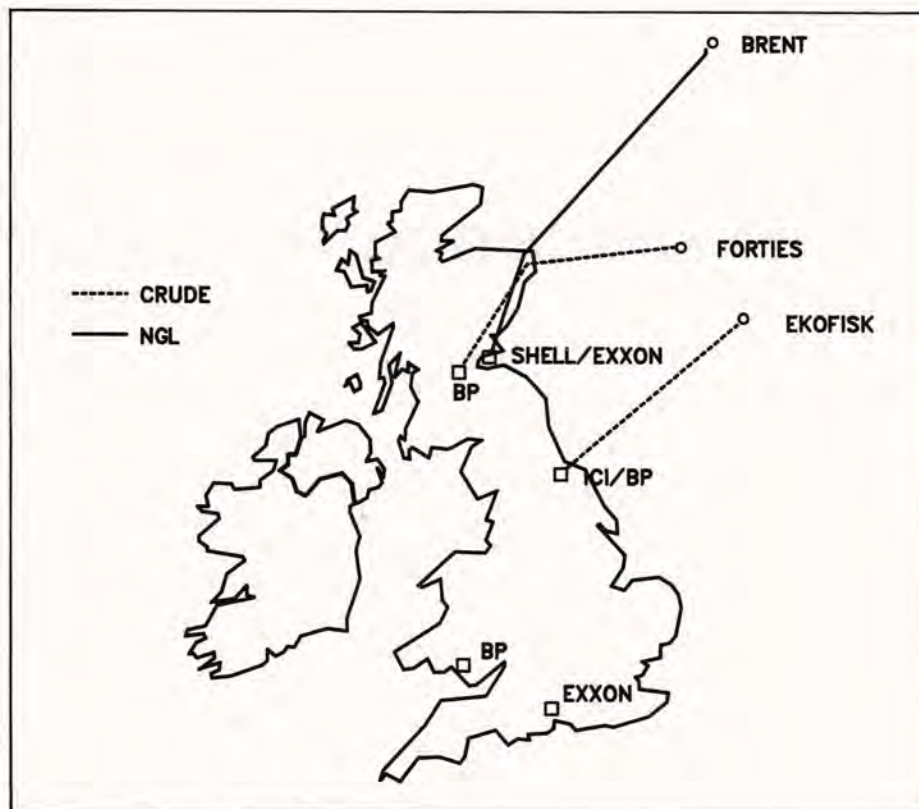 BRENT
FORTIES
CRUDE
NGL
EKOFISK
SHELL/EXXON
BP
ICI/BP
BP
EXXON